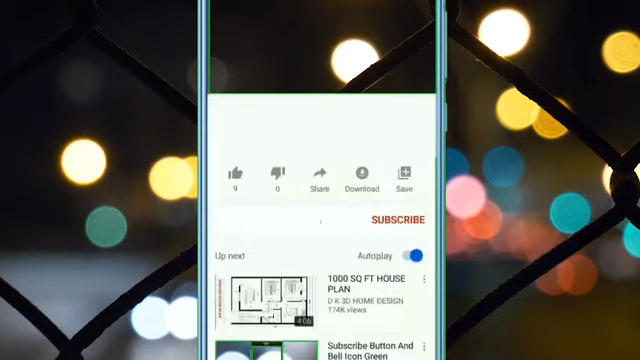 9
0
Share
Download
Save
SUBSCRIBE
Up next
Autoplay
1000 SQ FT HOUSE
PLAN
D K 3D HOME DESIGN
174K views
4:06
Subscribe Button And
Bell Icon Green